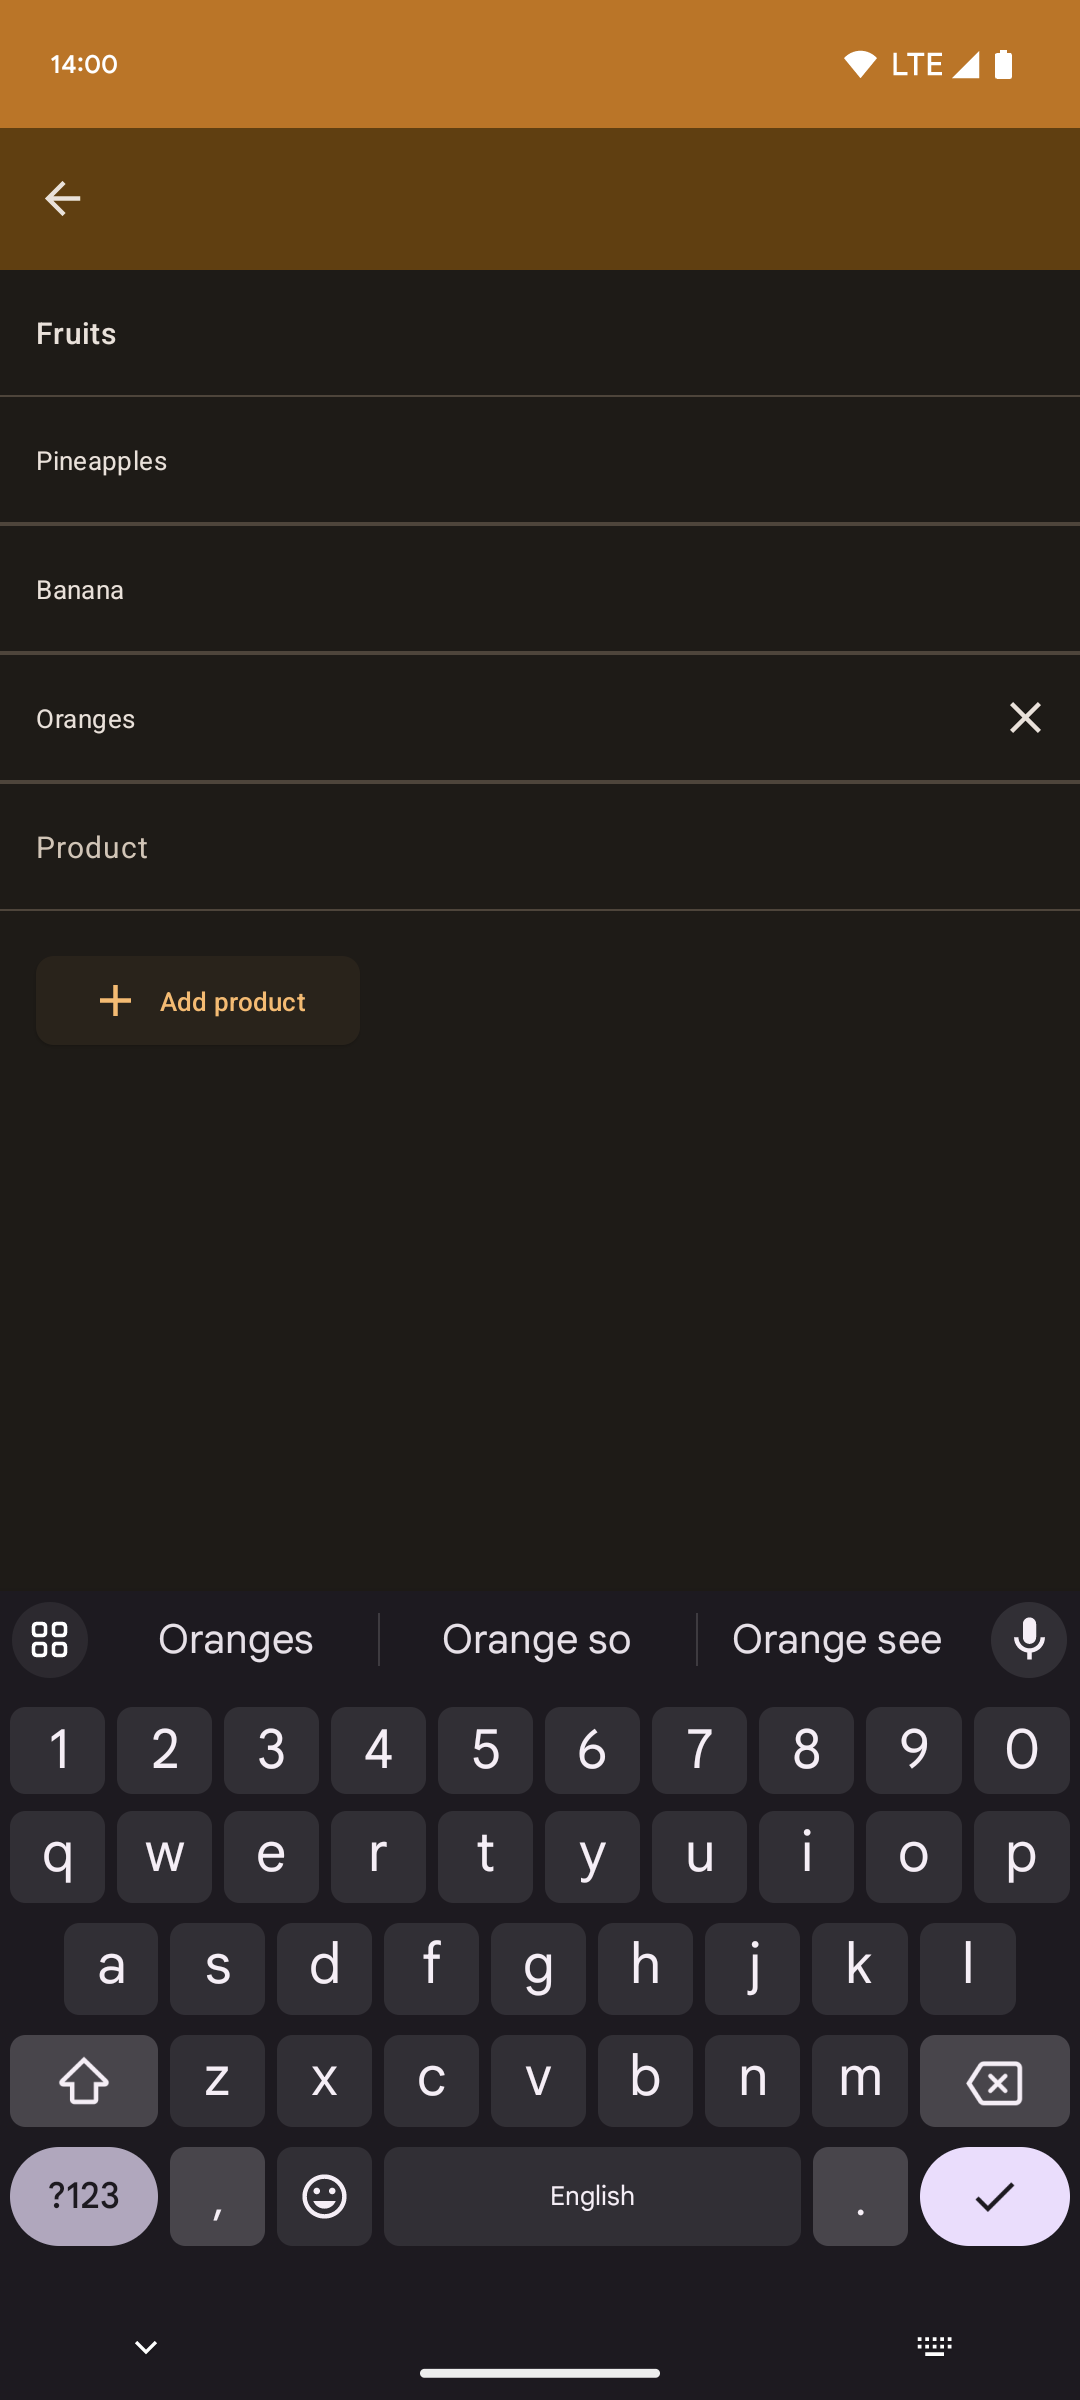 14:00 LTE
Fruits
Pineapples
Banana
Oranges
Product
Add product
Oranges Orange so Orange see
1 2 3 4 5 6 7 8 9 0
q w e r t y u i o p
a s d f g h j k l
z x c v b n m
?123 , English .